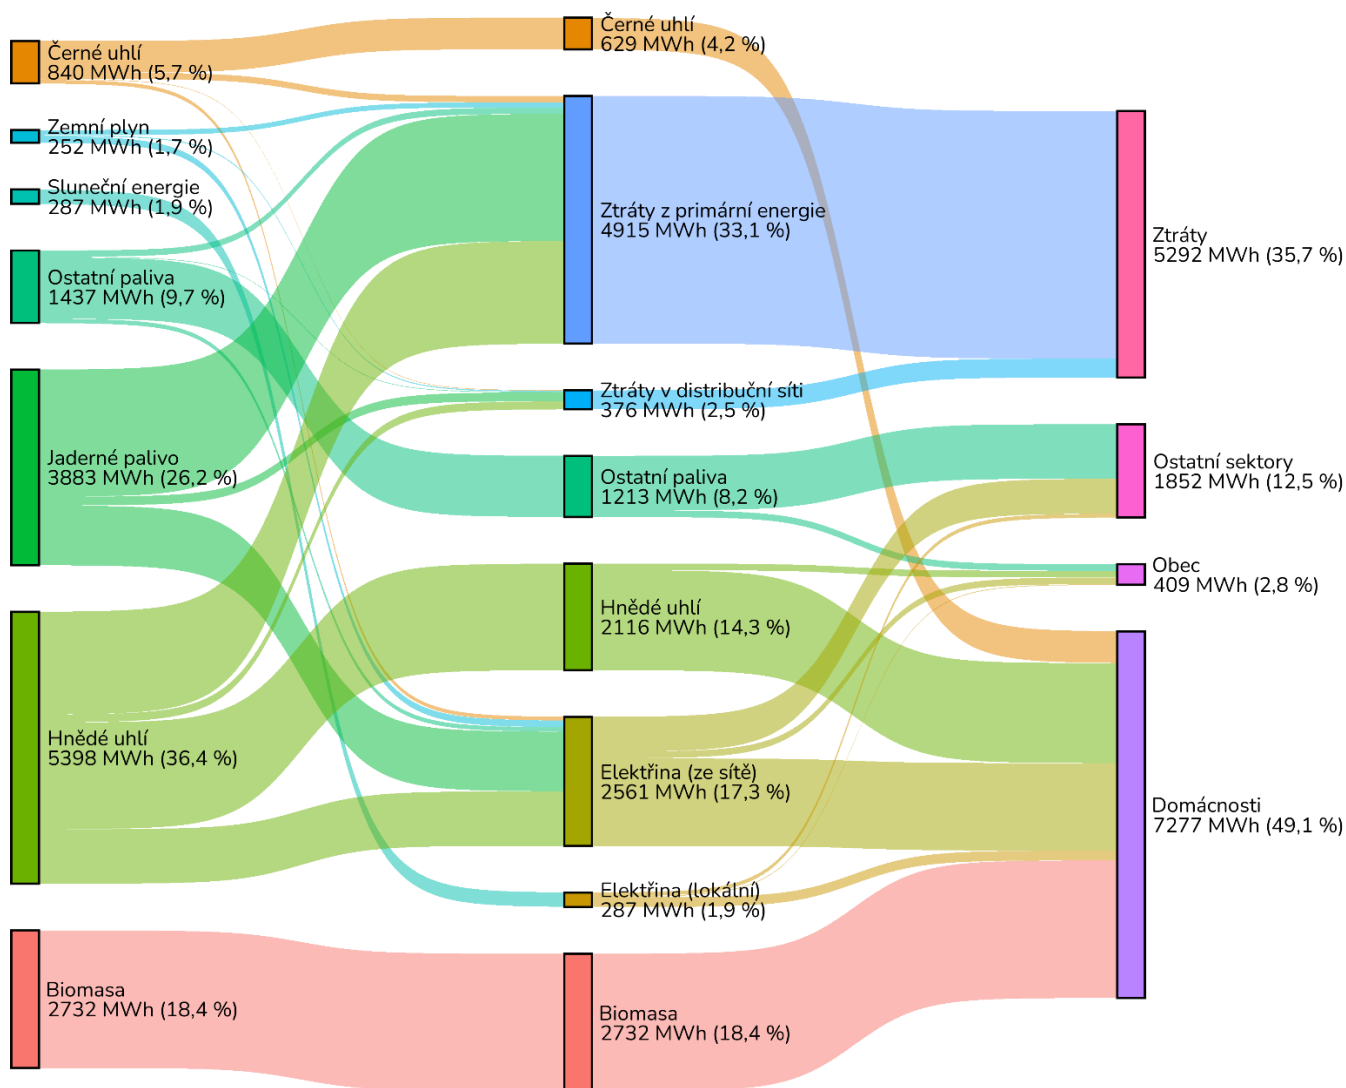 Černé uhlí
840 MWh (5,7 %)
Zemní plyn
252 MWh (1,7 %)
Sluneční energie
287 MWh (1,9 %)
Ostatní paliva
1437 MWh (9,7 %)
Jaderné palivo
3883 MWh (26,2 %)
Hnědé uhlí
5398 MWh (36,4 %)
Biomasa
2732 MWh (18,4 %)
Černé uhlí
629 MWh (4,2 %)
Ztráty z primární energie
4915 MWh (33,1 %)
Ztráty v distribuční síti
376 MWh (2,5 %)
Ostatní paliva
1213 MWh (8,2 %)
Hnědé uhlí
2116 MWh (14,3 %)
Elektřina (ze sítě)
2561 MWh (17,3 %)
Elektřina (lokální)
287 MWh (1,9 %)
Biomasa
2732 MWh (18,4 %)
Ztráty
5292 MWh (35,7 %)
Ostatní sektory
1852 MWh (12,5 %)
Obec
409 MWh (2,8 %)
Domácnosti
7277 MWh (49,1 %)